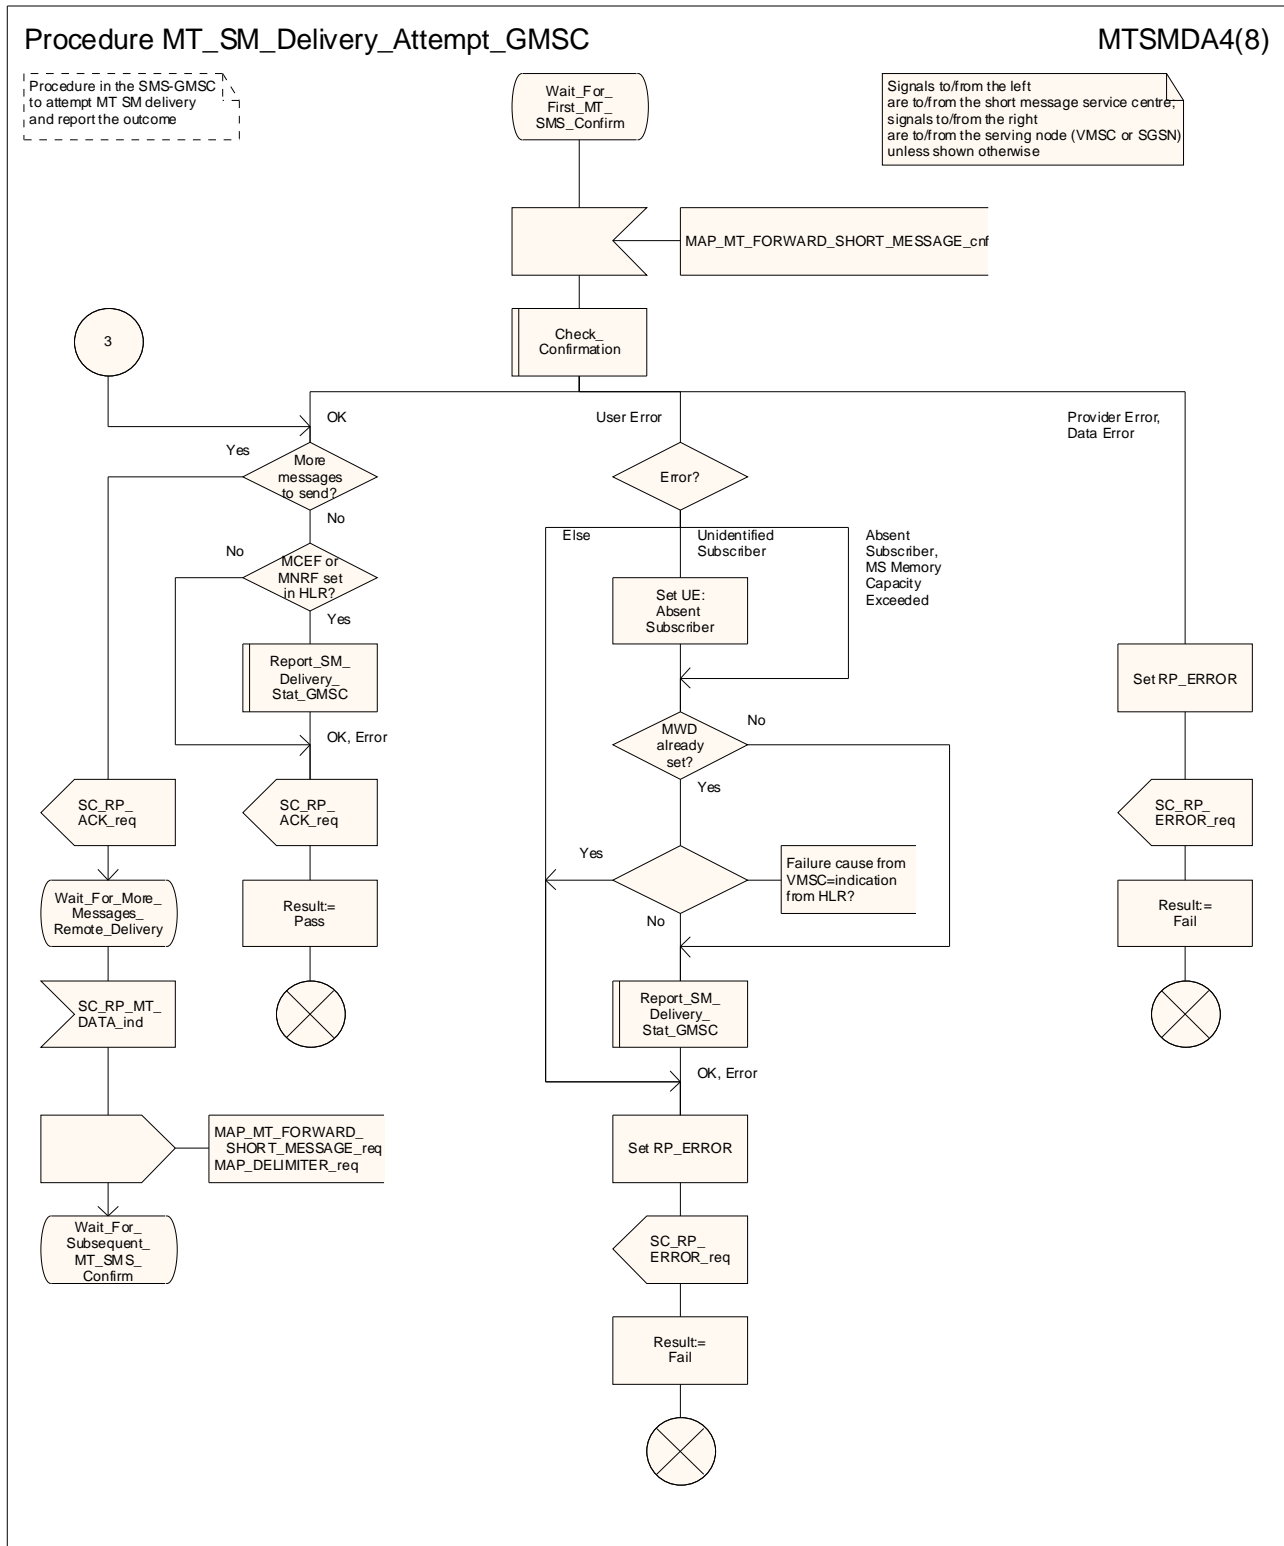 Procedure MT_SM_Delivery_Attempt_GMSC
MTSMDA4(8)
Procedure in the SMS-GMSC
to attempt MT SM delivery
and report the outcome
Wait_For_
First_MT_
SMS_Confirm
Signals to/from the left
are to/from the short message service centre;
signals to/from the right
are to/from the serving node (VMSC or SGSN)
unless shown otherwise
MAP_MT_FORWARD_SHORT_MESSAGE_cnf
Check_
Confirmation
3
OK
User Error
Provider Error,
Data Error
Yes
More
messages
to send?
No
Error?
No
MCEF or
MNRF set
in HLR?
Yes
Else
Unidentified
Subscriber
Absent
Subscriber,
MS Memory
Capacity
Exceeded
Set UE:
Absent
Subscriber
Report_SM_
Delivery_
Stat_GMSC
Set RP_ERROR
OK, Error
MWD
already
set?
No
Yes
SC_RP_
ACK_req
SC_RP_
ACK_req
SC_RP_
ERROR_req
Yes
Failure cause from
VMSC=indication
from HLR?
No
Wait_For_More_
Messages_
Remote_Delivery
Result:=
Pass
Result:=
Fail
SC_RP_MT_
DATA_ind
Report_SM_
Delivery_
Stat_GMSC
OK, Error
MAP_MT_FORWARD_
SHORT_MESSAGE_req
MAP_DELIMITER_req
Set RP_ERROR
Wait_For_
Subsequent_
MT_SMS_
Confirm
SC_RP_
ERROR_req
Result:=
Fail